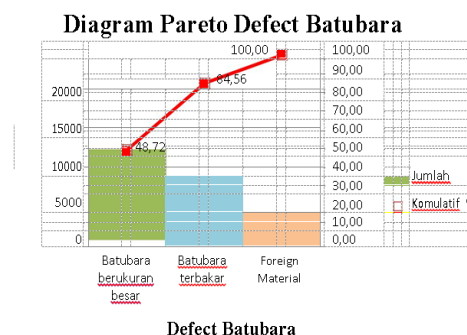 Diagram Pareto Defect Batubara
100,00
84,56
48,72
20000
15000
10000
5000
0
100,00
90,00
80,00
70,00
60,00
50,00
40,00
30,00
20,00
10,00
0,00
Jumlah
Komulatif
Batubara
berukuran
besar
Batubara
terbakar
Foreign
Material
Defect Batubara